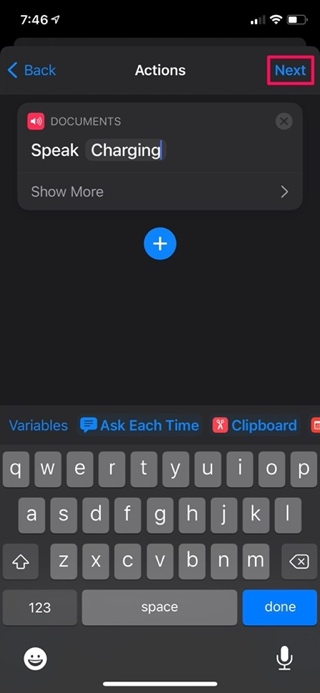 7:46
Back Actions Next
DOCUMENTS
Speak Charging
Show More
Variables Ask Each Time Clipboard
q w e r t y u i o p
a s d f g h j k l
z x c v b n m
123 space done